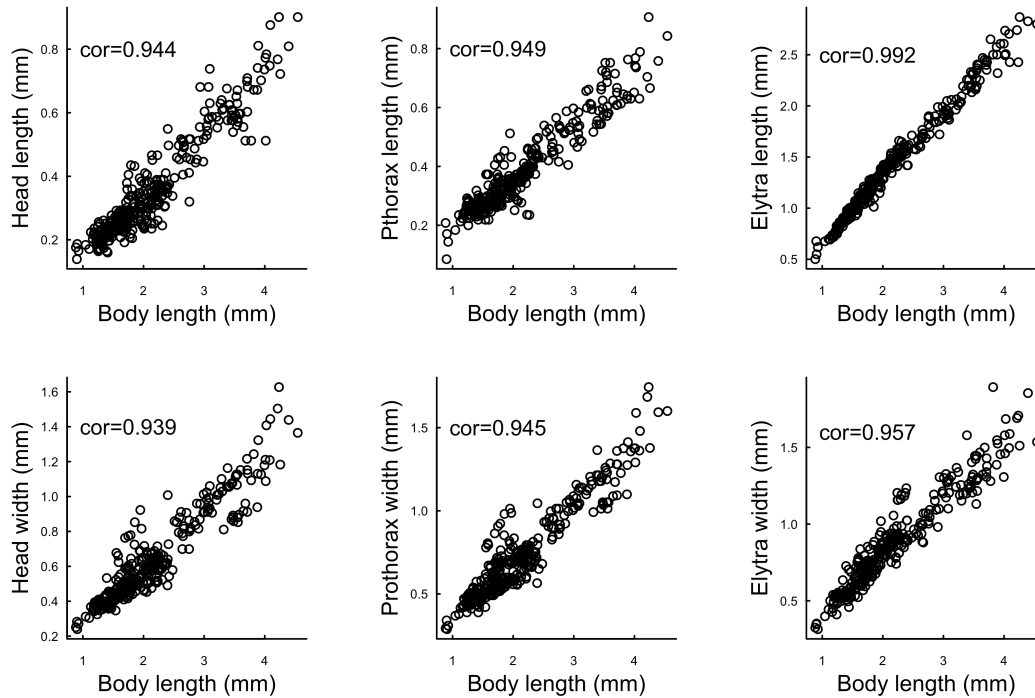 Head length (mm)
0.8
0.6
0.4
0.2
cor=0.944
1 2 3 4
Body length (mm)
Pthorax length (mm)
0.8
0.6
0.4
0.2
cor=0.949
1 2 3 4
Body length (mm)
Elytra length (mm)
2.5
2.0
1.5
1.0
0.5
cor=0.992
1 2 3 4
Body length (mm)
Head width (mm)
1.6
1.4
1.2
1.0
0.8
0.6
0.4
0.2
cor=0.939
1 2 3 4
Body length (mm)
Prothorax width (mm)
1.5
1.0
0.5
cor=0.945
1 2 3 4
Body length (mm)
Elytra width (mm)
1.5
1.0
0.5
cor=0.957
1 2 3 4
Body length (mm)